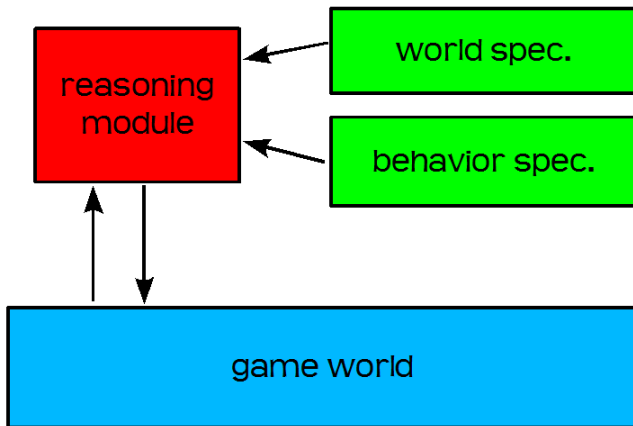 reasoning
module
world spec.
behavior spec.
game world